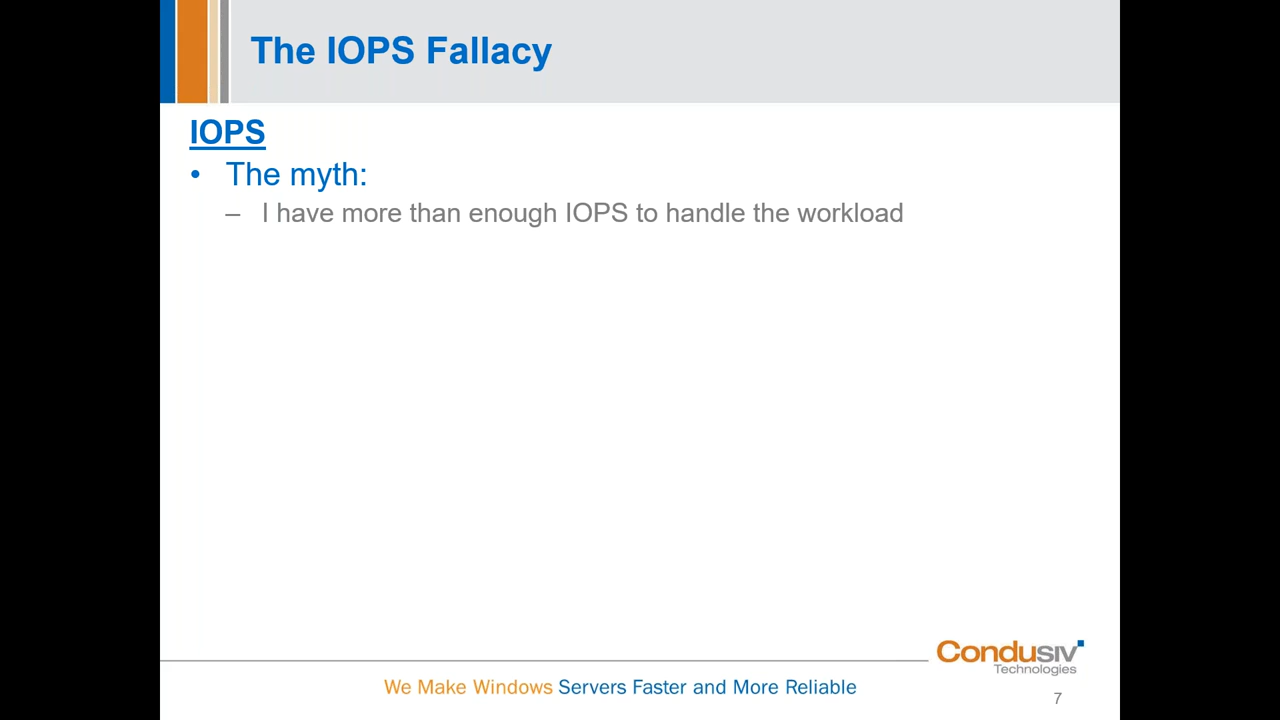 The IOPS Fallacy
IOPS
• The myth:
– I have more than enough IOPS to handle the workload
Condusiv
Technologies
We Make Windows Servers Faster and More Reliable
7